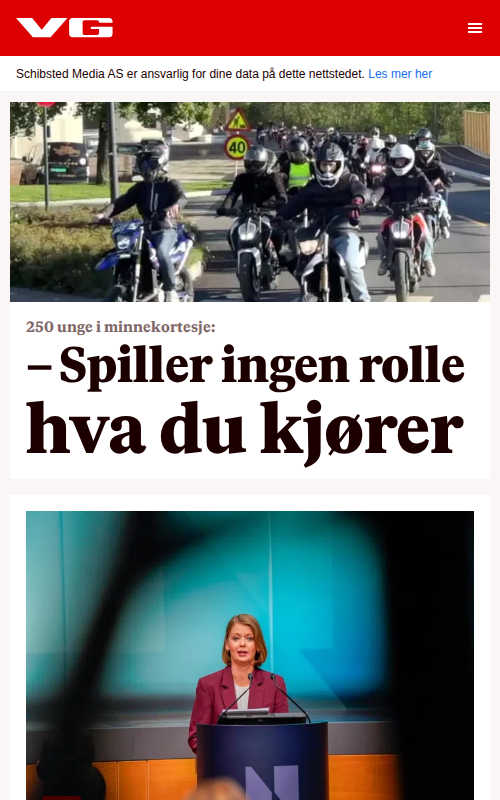 VG
Schibsted Media AS er ansvarlig for dine data på dette nettstedet. Les mer her
40
250 unge i minnekortesje:
– Spiller ingen rolle
hva du kjører